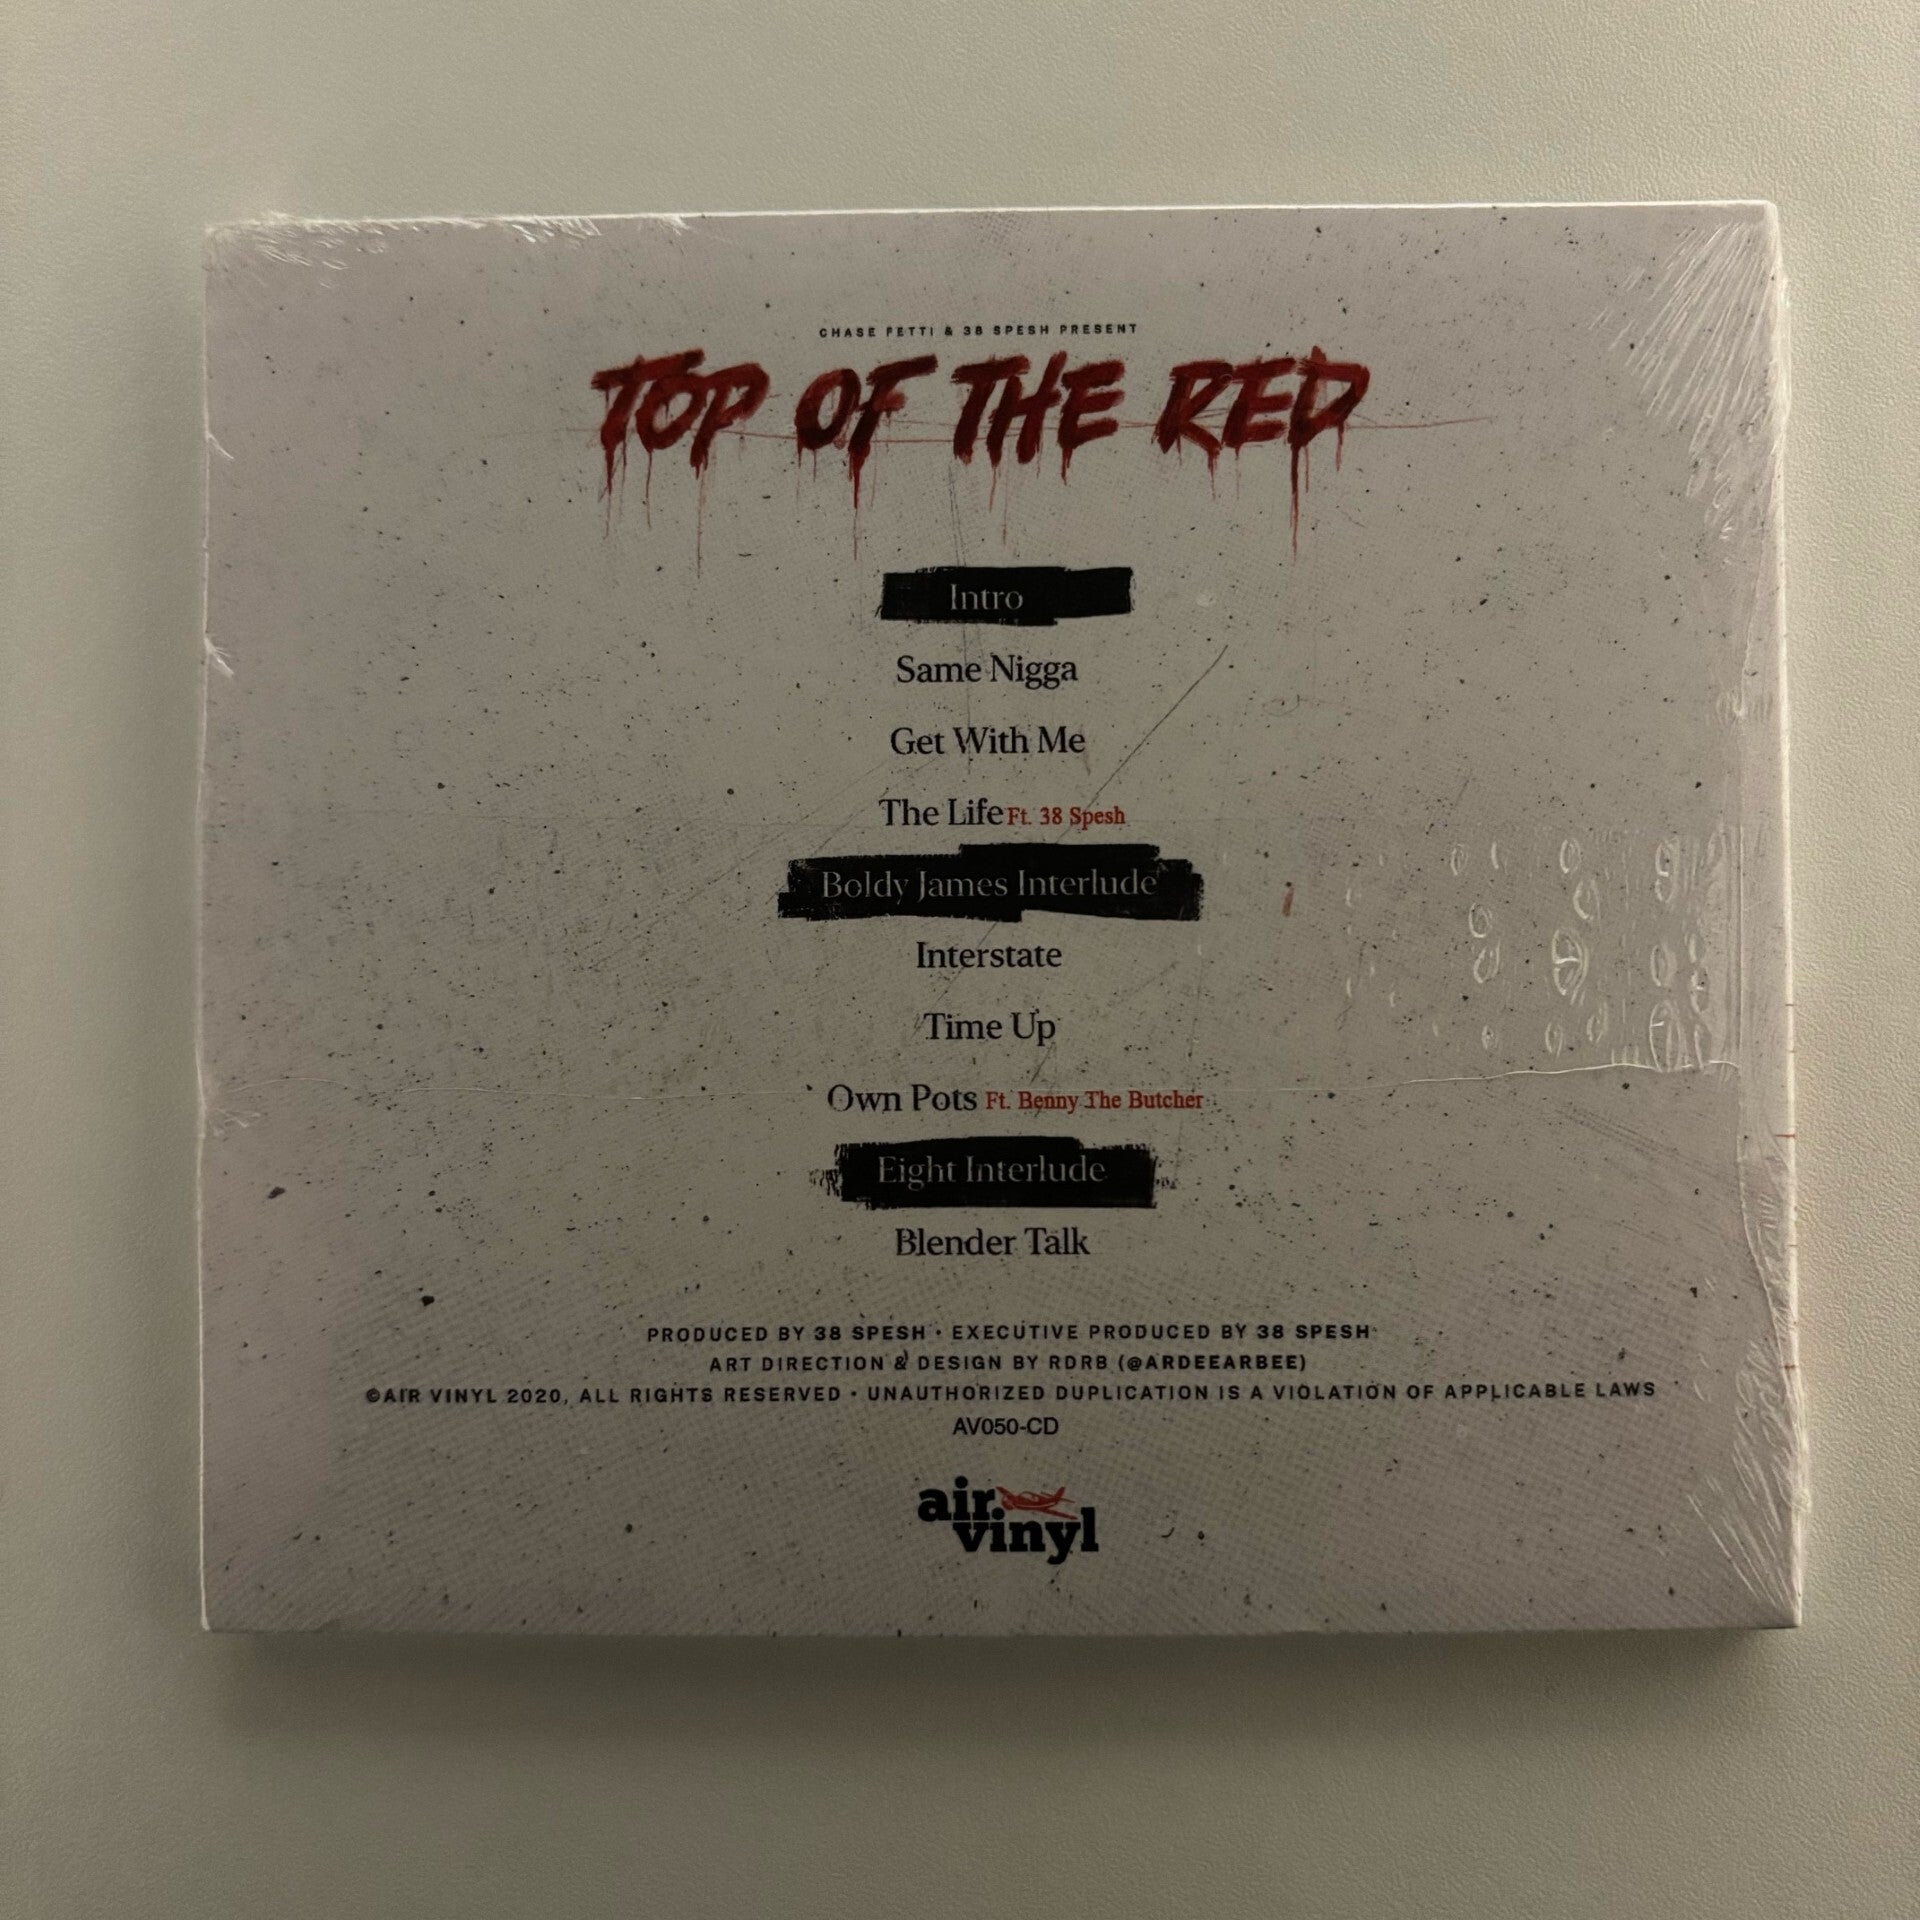 CHASE FETTI & 38 SPESH PRESENT
TOP OF THE RED
Intro
Same Nigga
Get With Me
The Life Ft. 38 Spesh
Boldy James Interlude
Interstate
Time Up
Own Pots Ft. Benny The Butcher
Eight Interlude
Blender Talk
PRODUCED BY 38 SPESH • EXECUTIVE PRODUCED BY 38 SPESH
ART DIRECTION & DESIGN BY RDRB (@ARDEEARBEE)
©AIR VINYL 2020, ALL RIGHTS RESERVED • UNAUTHORIZED DUPLICATION IS A VIOLATION OF APPLICABLE LAWS
AV050-CD
air.
vinyl